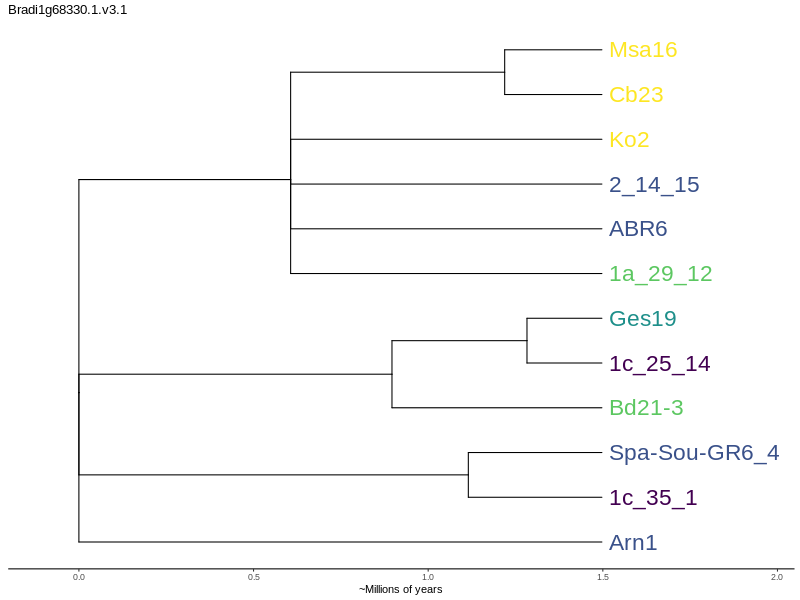 Bradi1g68330.1.v3.1
Msa16
Cb23
Ko2
2_14_15
ABR6
1a_29_12
Ges19
1c_25_14
Bd21-3
Spa-Sou-GR6_4
1c_35_1
Arn1
0.0 0.5 1.0 1.5 2.0
~Millions of years